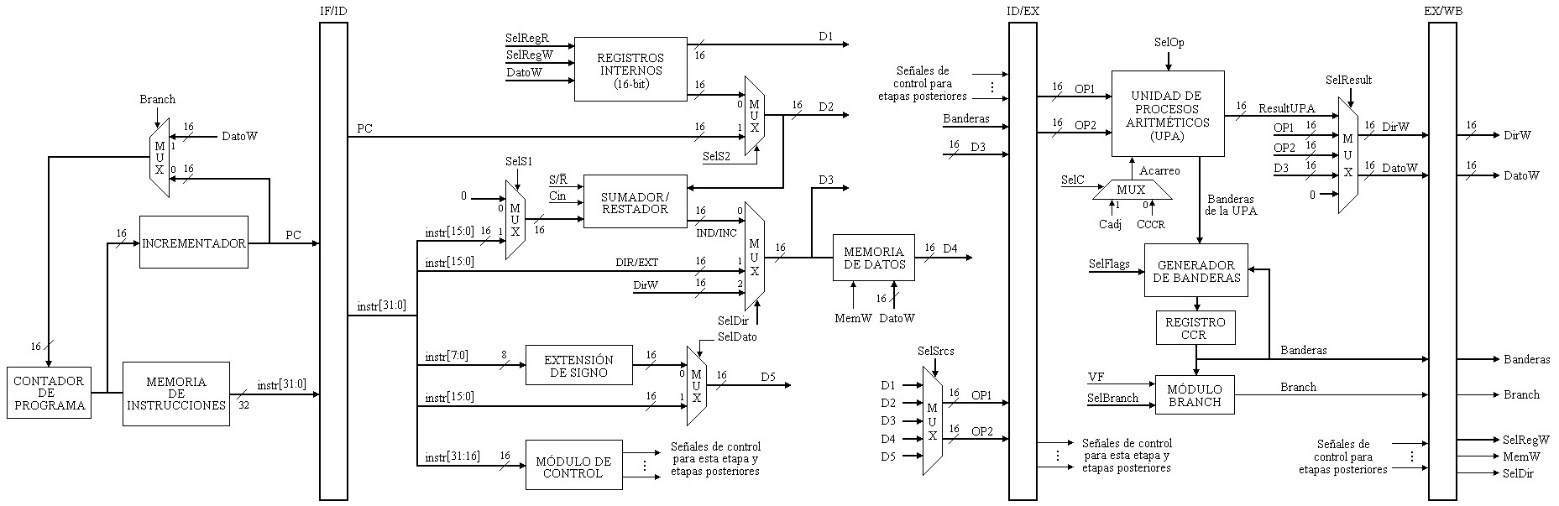 IF/ID
Branch
MUX
16
DatoW
1
0
16
INCREMENTADOR
16
PC
16
CONTADOR
DE
PROGRAMA
MEMORIA
DE
INSTRUCCIONES
instr[31:0]
32
SelRegR
SelRegW
DatoW
REGISTROS
INTERNOS
(16-bit)
16
D1
16
0
MUX
16
D2
PC
16
1
SelS2
SelS1
0
0
MUX
1
16
instr[15:0]
16
S/R̅
Cin
SUMADOR/
RESTADOR
16
IND/INC
0
MUX
D3
instr[15:0]
DIR/EXT
16
1
DirW
16
2
16
SelDir
MEMORIA
DE DATOS
16
D4
MemW
16
DatoW
instr[31:0]
SelDato
instr[7:0]
8
EXTENSIÓN
DE SIGNO
16
0
MUX
16
D5
instr[15:0]
16
1
instr[31:16]
16
MÓDULO DE
CONTROL
Señales de control
para esta etapa y
etapas posteriores
ID/EX
Señales de
control para
etapas posteriores
Banderas
16
D3
SelSrcs
D1
D2
D3
D4
D5
MUX
16
OP1
16
OP2
16
OP1
16
OP2
SelOp
UNIDAD DE
PROCESOS
ARITMÉTICOS
(UPA)
Acarreo
SelC
MUX
1
0
Cadj
CCCR
Banderas
de la UPA
SelFlags
GENERADOR
DE BANDERAS
REGISTRO
CCR
Banderas
VF
SelBranch
MÓDULO
BRANCH
Branch
Señales de control
para esta etapa y
etapas posteriores
SelResult
16
ResultUPA
OP1
16
OP2
16
D3
16
0
MUX
16
DirW
16
DatoW
Señales de
control para
etapas posteriores
EX/WB
16
DirW
16
DatoW
Banderas
Branch
SelRegW
MemW
SelDir